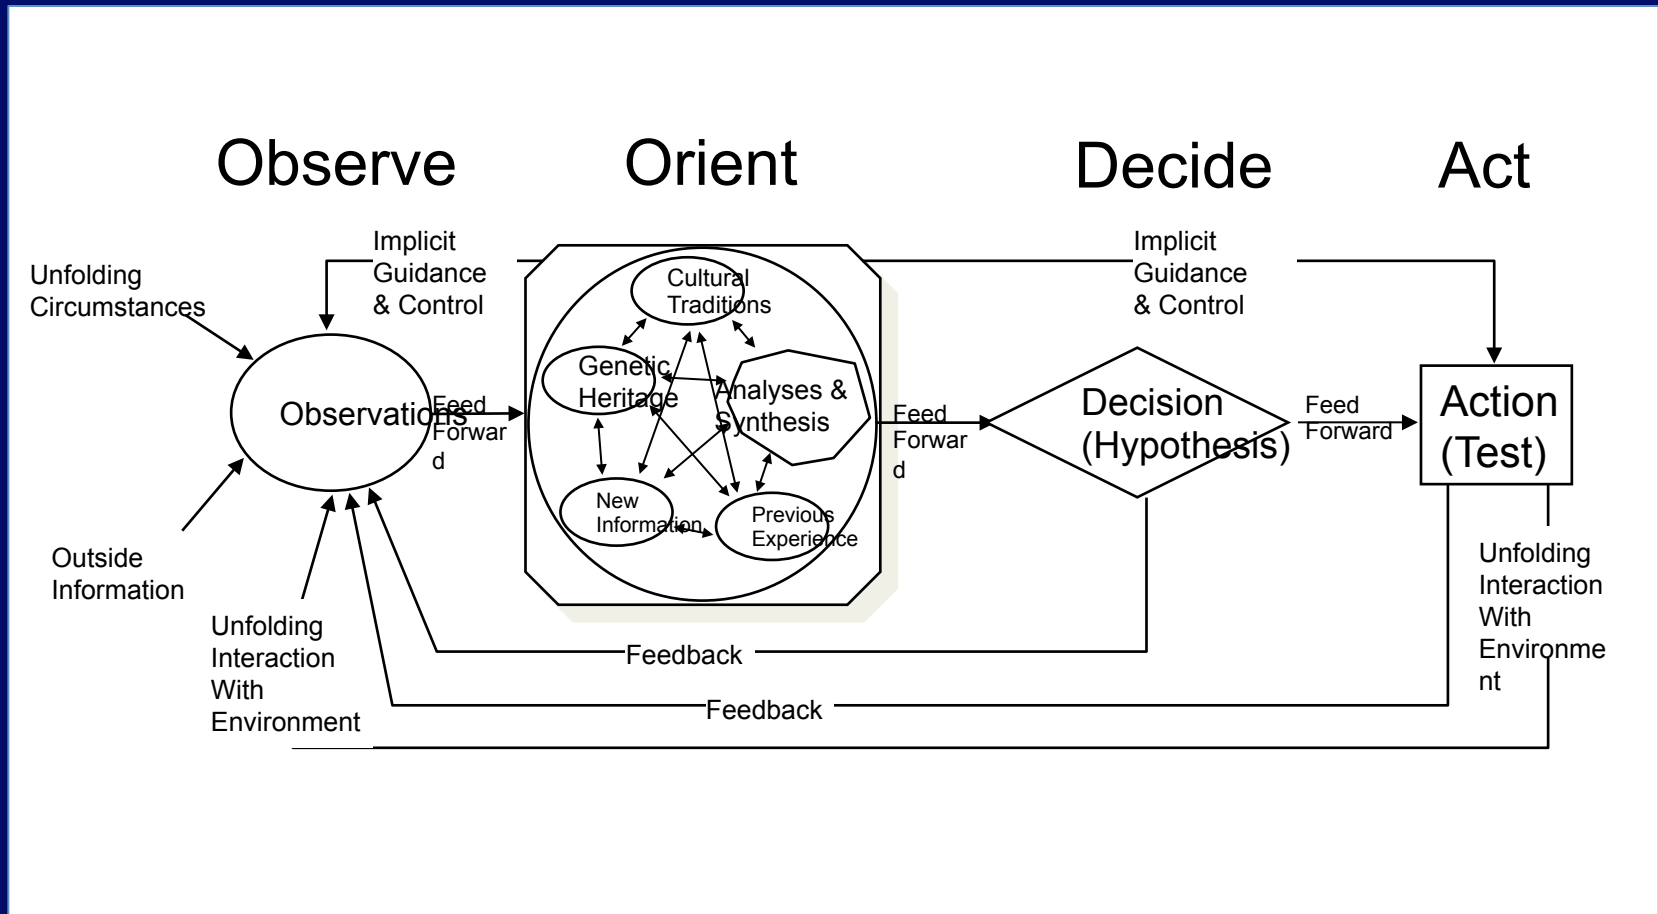 Observe
Orient
Decide
Act
Implicit
Guidance
& Control
Implicit
Guidance
& Control
Unfolding
Circumstances
Cultural
Traditions
Genetic
Heritage
Analyses &
Synthesis
New
Information
Previous
Experience
Observations
Feed
Forwar
d
Feed
Forwar
d
Decision
(Hypothesis)
Feed
Forward
Action
(Test)
Outside
Information
Unfolding
Interaction
With
Environment
Feedback
Feedback
Unfolding
Interaction
With
Environme
nt